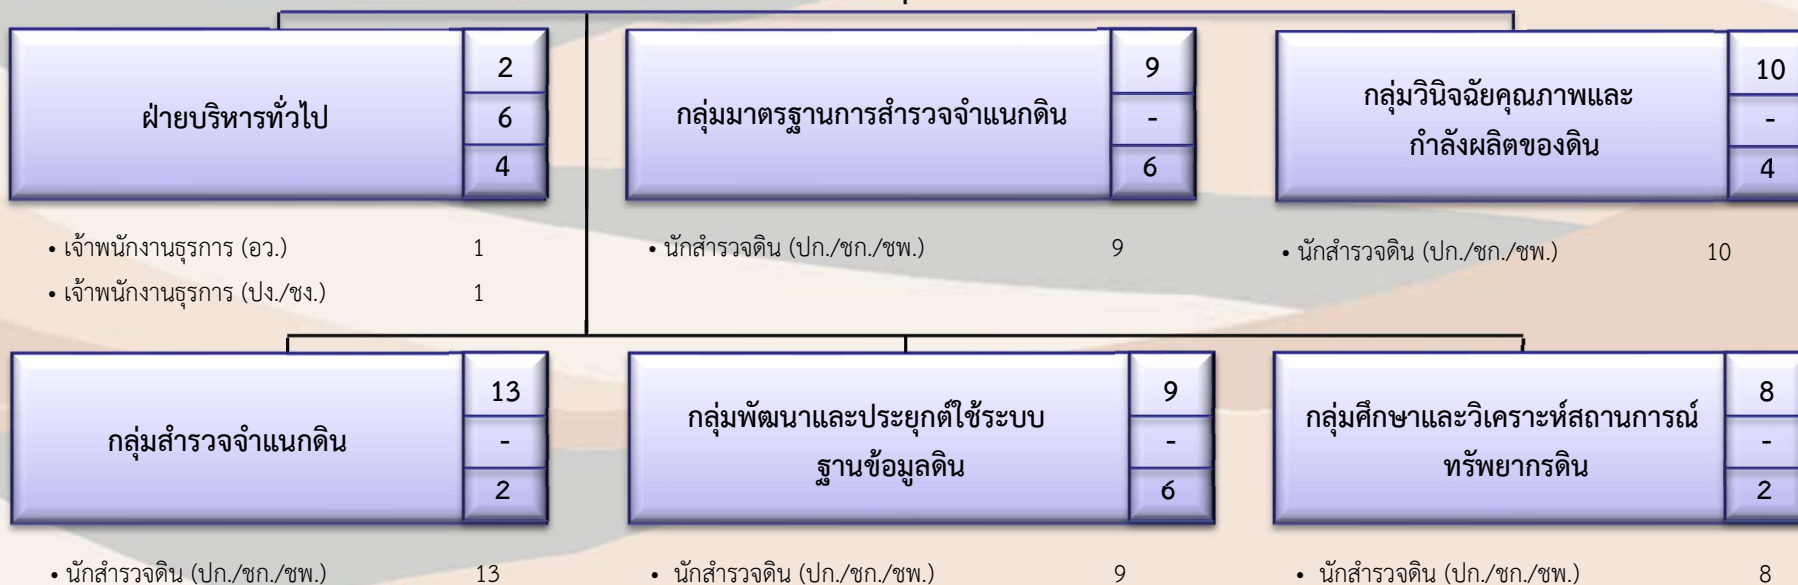 ฝ่ายบริหารทั่วไป
2
6
4
กลุ่มมาตรฐานการสำรวจจำแนกดิน
9
-
6
กลุ่มวินิจฉัยคุณภาพและ
กำลังผลิตของดิน
10
-
4
• เจ้าพนักงานธุรการ (อว.) 1
• เจ้าพนักงานธุรการ (ปง./ชง.) 1
• นักสำรวจดิน (ปก./ชก./ชพ.) 9
• นักสำรวจดิน (ปก./ชก./ชพ.) 10
กลุ่มสำรวจจำแนกดิน
13
-
2
กลุ่มพัฒนาและประยุกต์ใช้ระบบ
ฐานข้อมูลดิน
9
-
6
กลุ่มศึกษาและวิเคราะห์สถานการณ์
ทรัพยากรดิน
8
-
2
• นักสำรวจดิน (ปก./ชก./ชพ.) 13
• นักสำรวจดิน (ปก./ชก./ชพ.) 9
• นักสำรวจดิน (ปก./ชก./ชพ.) 8